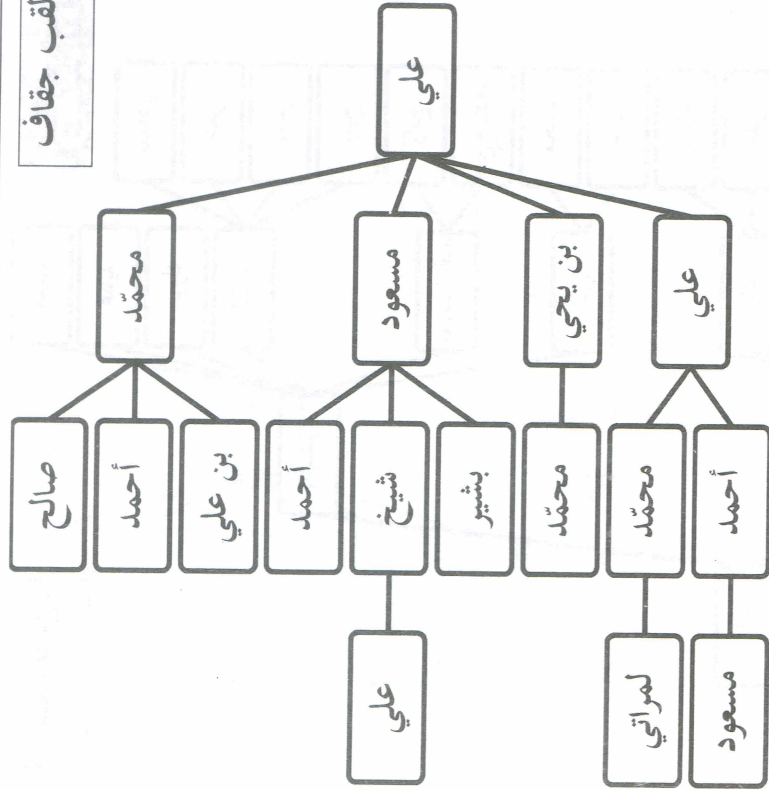 لقب جقاف
علي
علي
بن يحي
مسعود
محمّد
أحمد
محمّد
محمّد
بشير
شيخ
أحمد
بن علي
أحمد
صالح
مسعود
لمراتي
علي